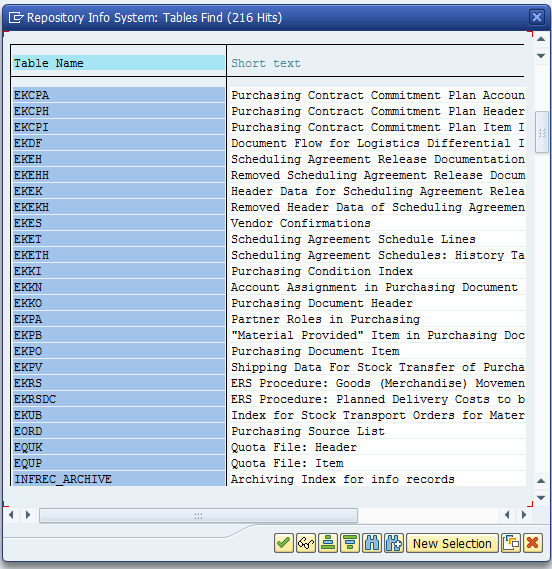 Repository Info System: Tables Find (216 Hits)
Table Name Short text
EKCPA Purchasing Contract Commitment Plan Accoun
EKCPH Purchasing Contract Commitment Plan Header
EKCPI Purchasing Contract Commitment Plan Item I
EKDF Document Flow for Logistics Differential I
EKEH Scheduling Agreement Release Documentation
EKEHH Removed Scheduling Agreement Release Docum
EKEK Header Data for Scheduling Agreement Relea
EKEKH Removed Header Data of Scheduling Agreemen
EKES Vendor Confirmations
EKET Scheduling Agreement Schedule Lines
EKETH Scheduling Agreement Schedules: History Ta
EKKI Purchasing Condition Index
EKKN Account Assignment in Purchasing Document
EKKO Purchasing Document Header
EKPA Partner Roles in Purchasing
EKPB "Material Provided" Item in Purchasing Doc
EKPO Purchasing Document Item
EKPV Shipping Data For Stock Transfer of Purcha
EKRS ERS Procedure: Goods (Merchandise) Movemen
EKRSDC ERS Procedure: Planned Delivery Costs to b
EKUB Index for Stock Transport Orders for Mater
EORD Purchasing Source List
EQUK Quota File: Header
EQUP Quota File: Item
INFREC_ARCHIVE Archiving Index for info records
New Selection